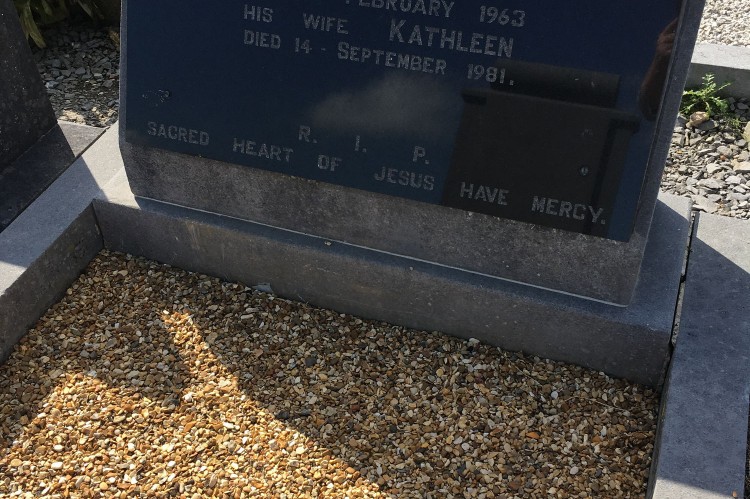 FEBRUARY 1963
HIS WIFE KATHLEEN
DIED 14 - SEPTEMBER 1981.
R. I. P.
SACRED HEART OF JESUS HAVE MERCY.